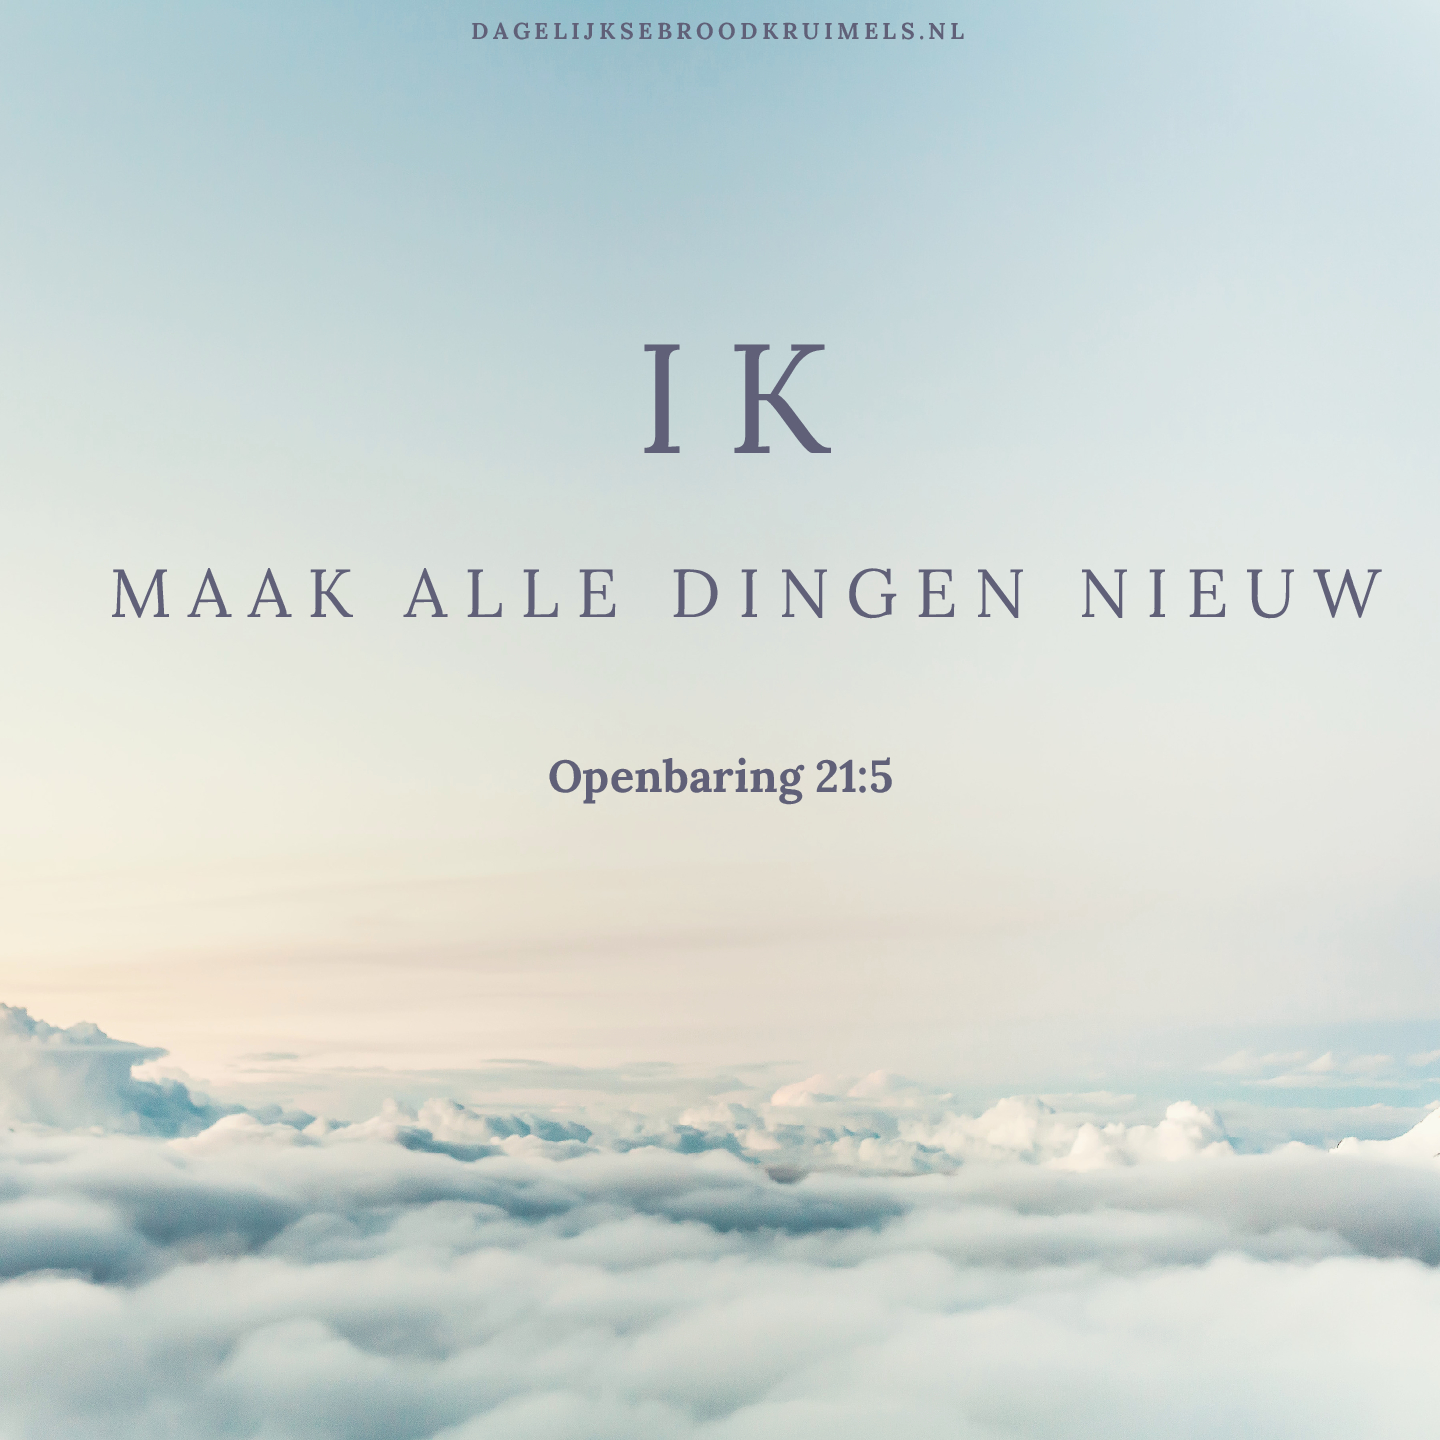 DAGELIJKSEBROODKRUIMELS.NL
IK
MAAK ALLE DINGEN NIEUW
Openbaring 21:5